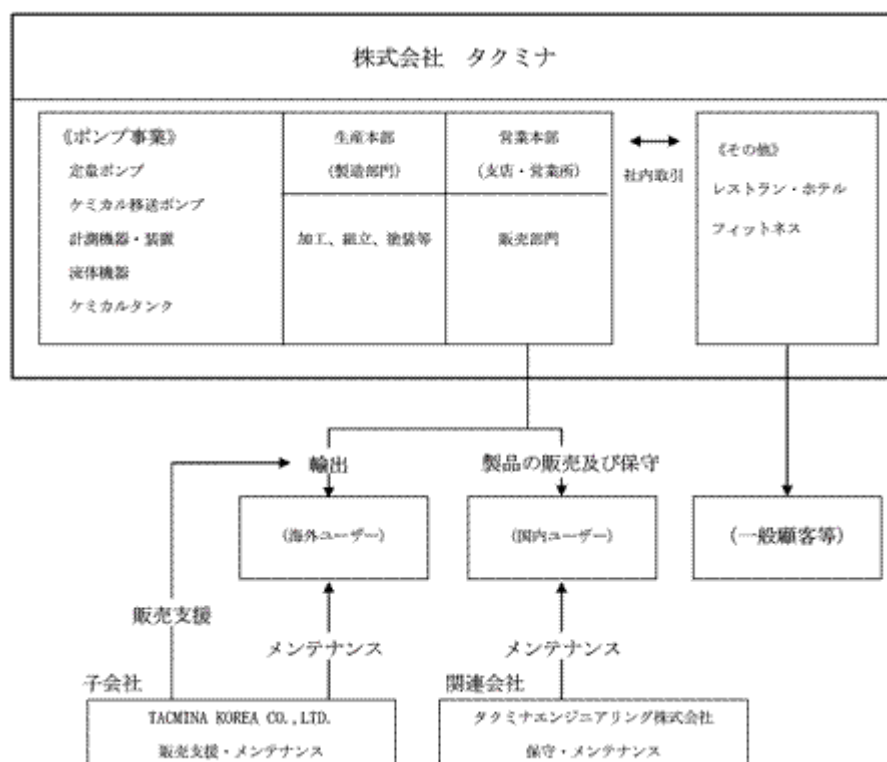 株式会社　タクミナ
《ポンプ事業》
定量ポンプ
ケミカル移送ポンプ
計測機器・装置
流体機器
ケミカルタンク
生産本部
(製造部門)
加工、組立、塗装等
営業本部
(支店・営業所)
販売部門
社内取引
《その他》
レストラン・ホテル
フィットネス
輸出
製品の販売及び保守
(海外ユーザー)
(国内ユーザー)
(一般顧客等)
販売支援
メンテナンス
メンテナンス
子会社
関連会社
TACMINA KOREA CO.,LTD.
販売支援・メンテナンス
タクミナエンジニアリング株式会社
保守・メンテナンス